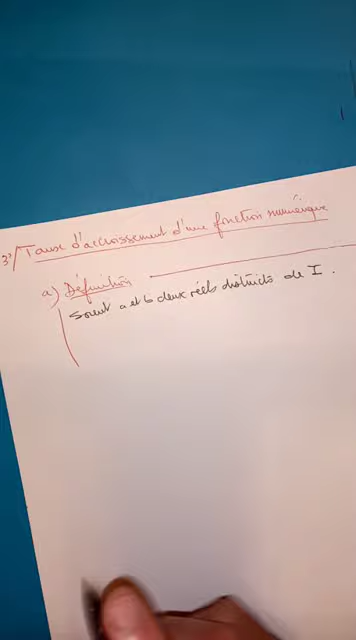 3°/ Taux d'accroissement d'une fonction numérique
a) Définition
Soient a et b deux réels distincts de I.